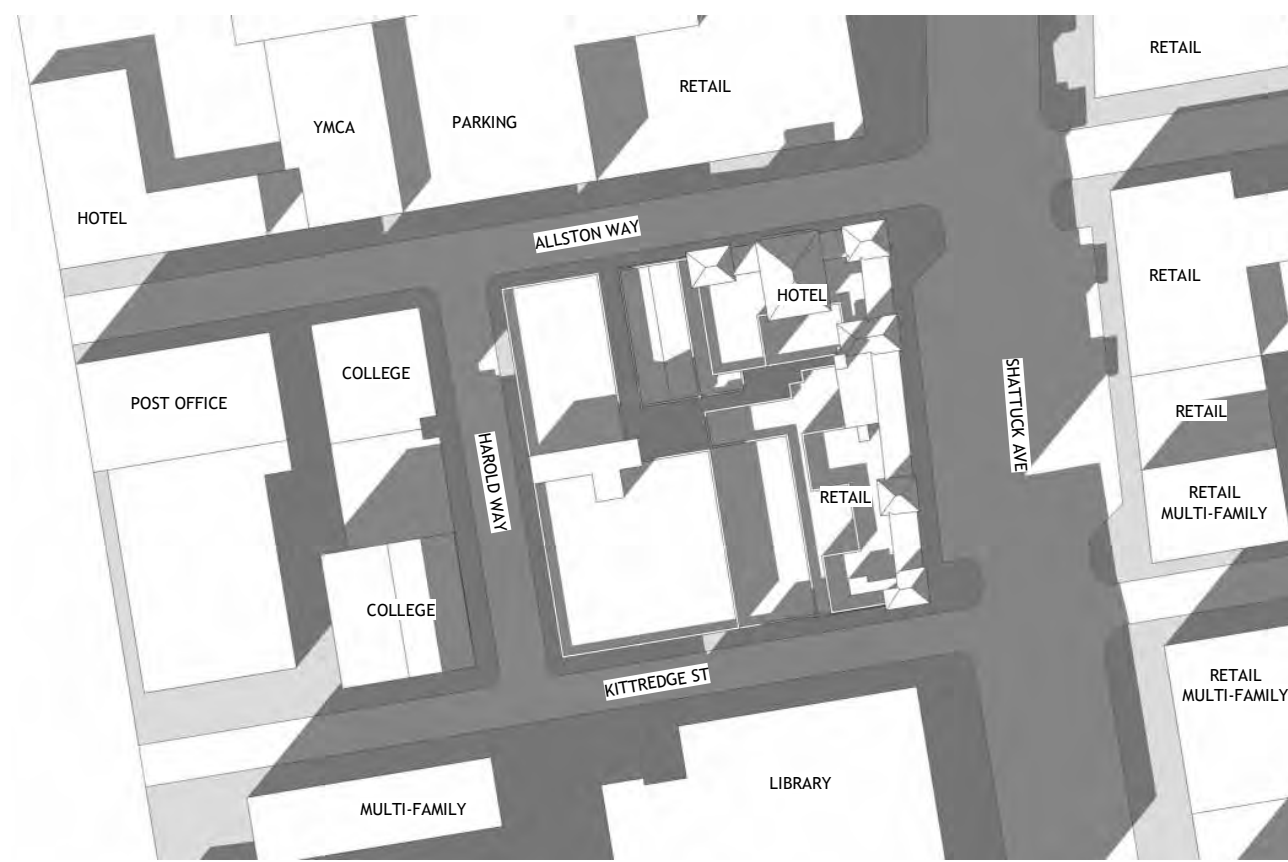 RETAIL
RETAIL
PARKING
YMCA
HOTEL
ALLSTON WAY
RETAIL
HOTEL
COLLEGE
POST OFFICE
SHATTUCK AVE
RETAIL
HAROLD WAY
RETAIL
RETAIL
MULTI-FAMILY
COLLEGE
KITTREDGE ST
RETAIL
MULTI-FAMILY
LIBRARY
MULTI-FAMILY